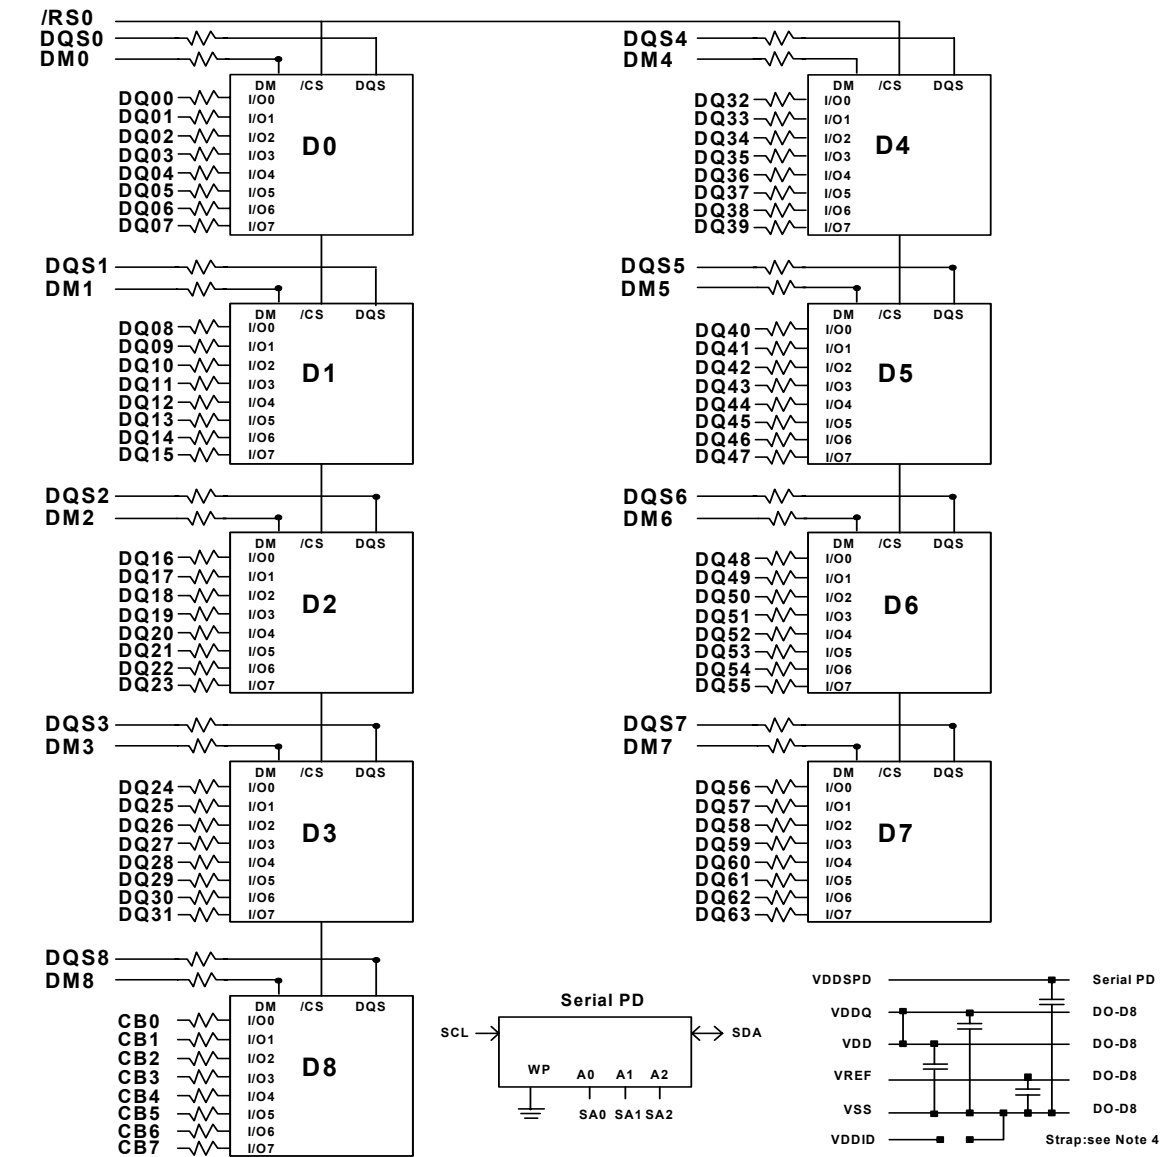 /RS0
DQS0
DM0
DM /CS DQS
DQ00 I/O0
DQ01 I/O1
DQ02 I/O2
DQ03 I/O3
DQ04 I/O4
DQ05 I/O5
DQ06 I/O6
DQ07 I/O7
D0
DQS1
DM1
DM /CS DQS
DQ08 I/O0
DQ09 I/O1
DQ10 I/O2
DQ11 I/O3
DQ12 I/O4
DQ13 I/O5
DQ14 I/O6
DQ15 I/O7
D1
DQS2
DM2
DM /CS DQS
DQ16 I/O0
DQ17 I/O1
DQ18 I/O2
DQ19 I/O3
DQ20 I/O4
DQ21 I/O5
DQ22 I/O6
DQ23 I/O7
D2
DQS3
DM3
DM /CS DQS
DQ24 I/O0
DQ25 I/O1
DQ26 I/O2
DQ27 I/O3
DQ28 I/O4
DQ29 I/O5
DQ30 I/O6
DQ31 I/O7
D3
DQS8
DM8
DM /CS DQS
CB0 I/O0
CB1 I/O1
CB2 I/O2
CB3 I/O3
CB4 I/O4
CB5 I/O5
CB6 I/O6
CB7 I/O7
D8
DQS4
DM4
DM /CS DQS
DQ32 I/O0
DQ33 I/O1
DQ34 I/O2
DQ35 I/O3
DQ36 I/O4
DQ37 I/O5
DQ38 I/O6
DQ39 I/O7
D4
DQS5
DM5
DM /CS DQS
DQ40 I/O0
DQ41 I/O1
DQ42 I/O2
DQ43 I/O3
DQ44 I/O4
DQ45 I/O5
DQ46 I/O6
DQ47 I/O7
D5
DQS6
DM6
DM /CS DQS
DQ48 I/O0
DQ49 I/O1
DQ50 I/O2
DQ51 I/O3
DQ52 I/O4
DQ53 I/O5
DQ54 I/O6
DQ55 I/O7
D6
DQS7
DM7
DM /CS DQS
DQ56 I/O0
DQ57 I/O1
DQ58 I/O2
DQ59 I/O3
DQ60 I/O4
DQ61 I/O5
DQ62 I/O6
DQ63 I/O7
D7
Serial PD
SCL SDA
WP A0 A1 A2
SA0 SA1 SA2
VDDSPD Serial PD
VDDQ DO-D8
VDD DO-D8
VREF DO-D8
VSS DO-D8
VDDID Strap:see Note 4